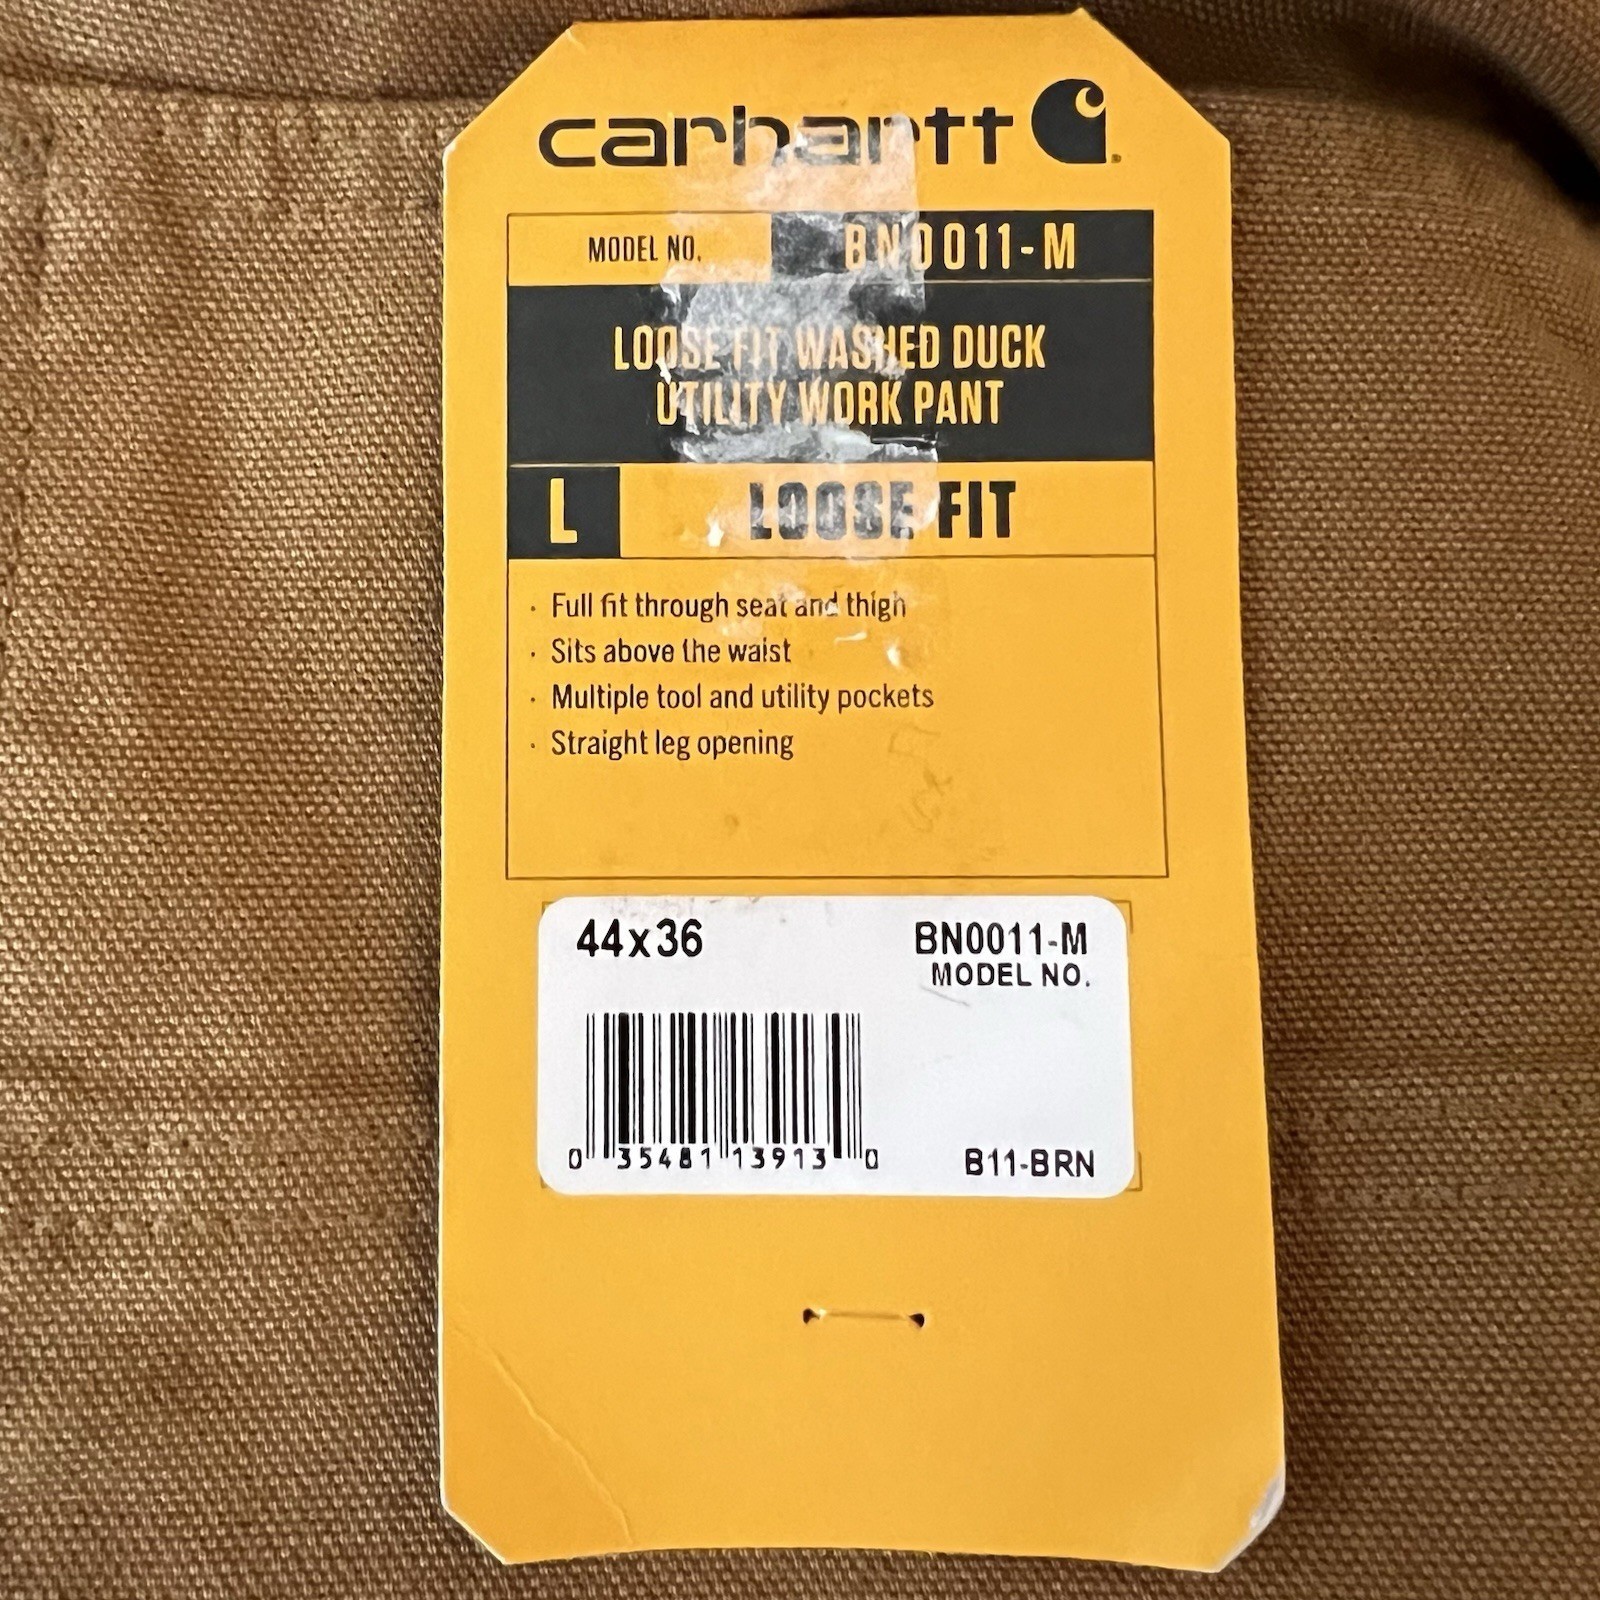 carhartt
MODEL NO. BN0011-M
LOOSE FIT WASHED DUCK
UTILITY WORK PANT
L LOOSE FIT
· Full fit through seat and thigh
· Sits above the waist
· Multiple tool and utility pockets
· Straight leg opening
44x36 BN0011-M
MODEL NO.
0 35481 13913 0 B11-BRN